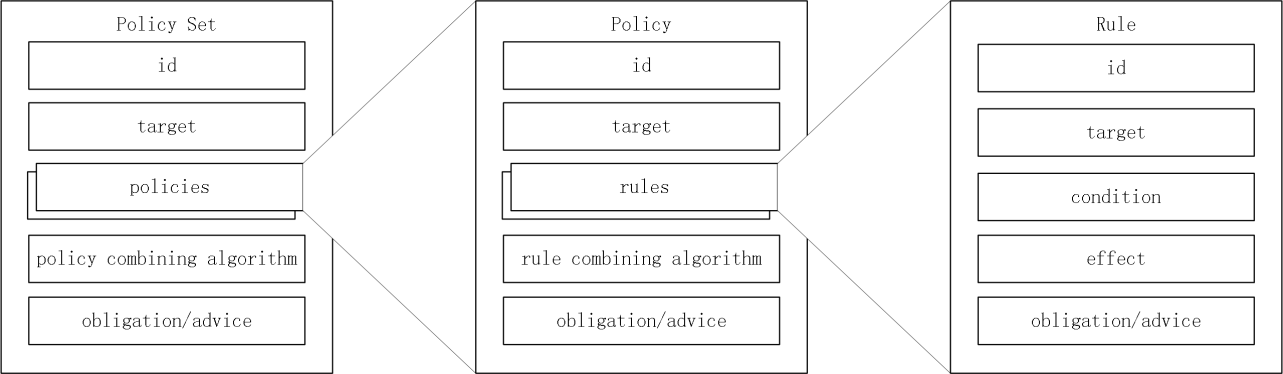 Policy Set
id
target
policies
policy combining algorithm
obligation/advice
Policy
id
target
rules
rule combining algorithm
obligation/advice
Rule
id
target
condition
effect
obligation/advice